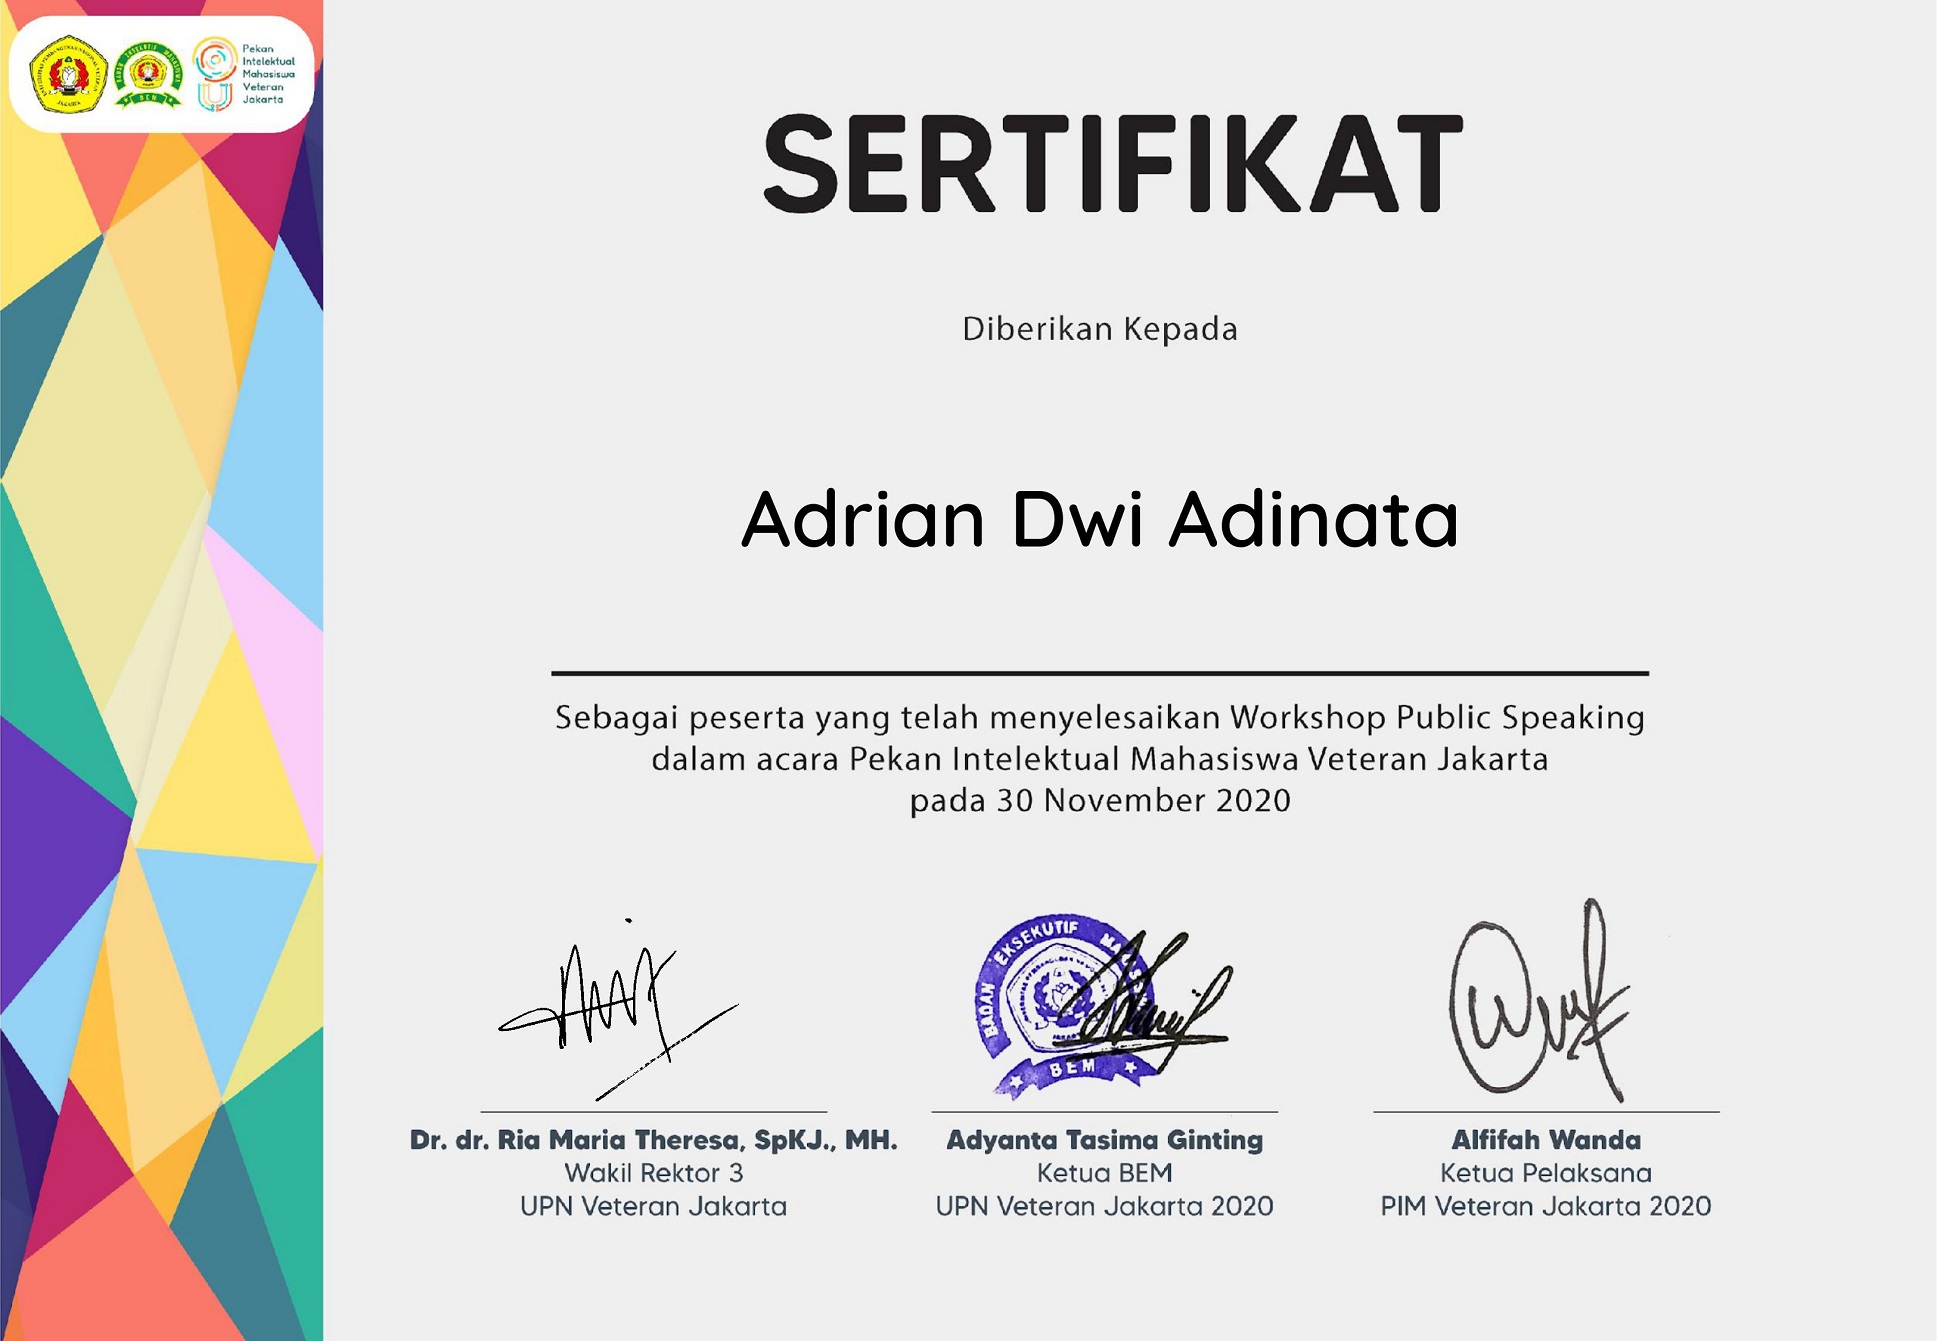 Pekan
Intelektual
Mahasiswa
Veteran
Jakarta
SERTIFIKAT
Diberikan Kepada
Adrian Dwi Adinata
Sebagai peserta yang telah menyelesaikan Workshop Public Speaking
dalam acara Pekan Intelektual Mahasiswa Veteran Jakarta
pada 30 November 2020
BADAN EKSEKUTIF
BEM
Dr. dr. Ria Maria Theresa, SpKJ., MH.
Wakil Rektor 3
UPN Veteran Jakarta
Adyanta Tasima Ginting
Ketua BEM
UPN Veteran Jakarta 2020
Alfifah Wanda
Ketua Pelaksana
PIM Veteran Jakarta 2020